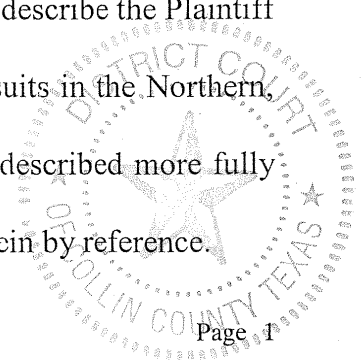 describe the Plaintiff
suits in the Northern,
described more fully
by reference.
Page 1
DISTRICT COURT
OF COLLIN COUNTY TEXAS